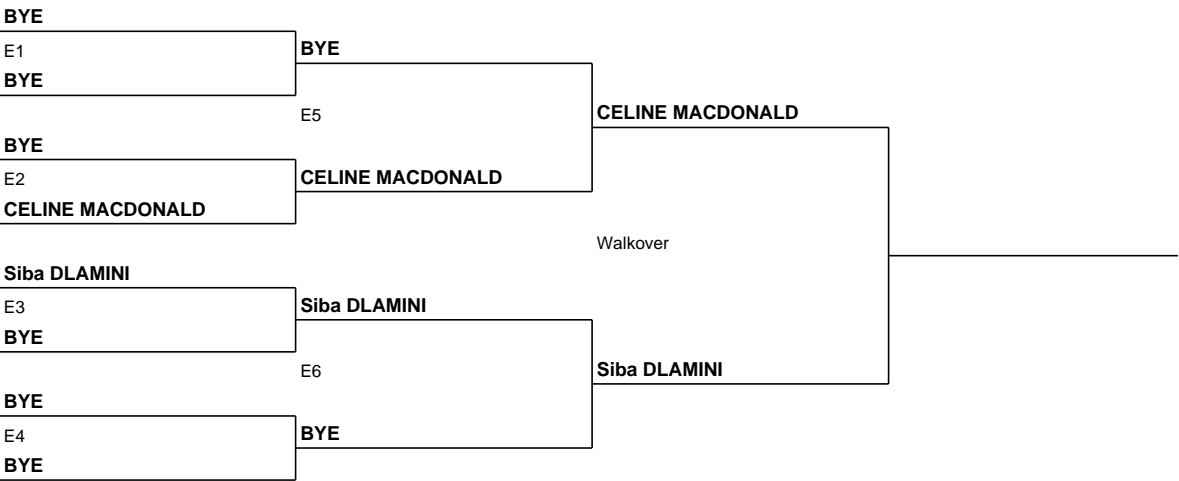 BYE
E1
BYE
BYE
E5
CELINE MACDONALD
BYE
E2
CELINE MACDONALD
CELINE MACDONALD
Walkover
Siba DLAMINI
E3
Siba DLAMINI
BYE
E6
Siba DLAMINI
BYE
E4
BYE
BYE